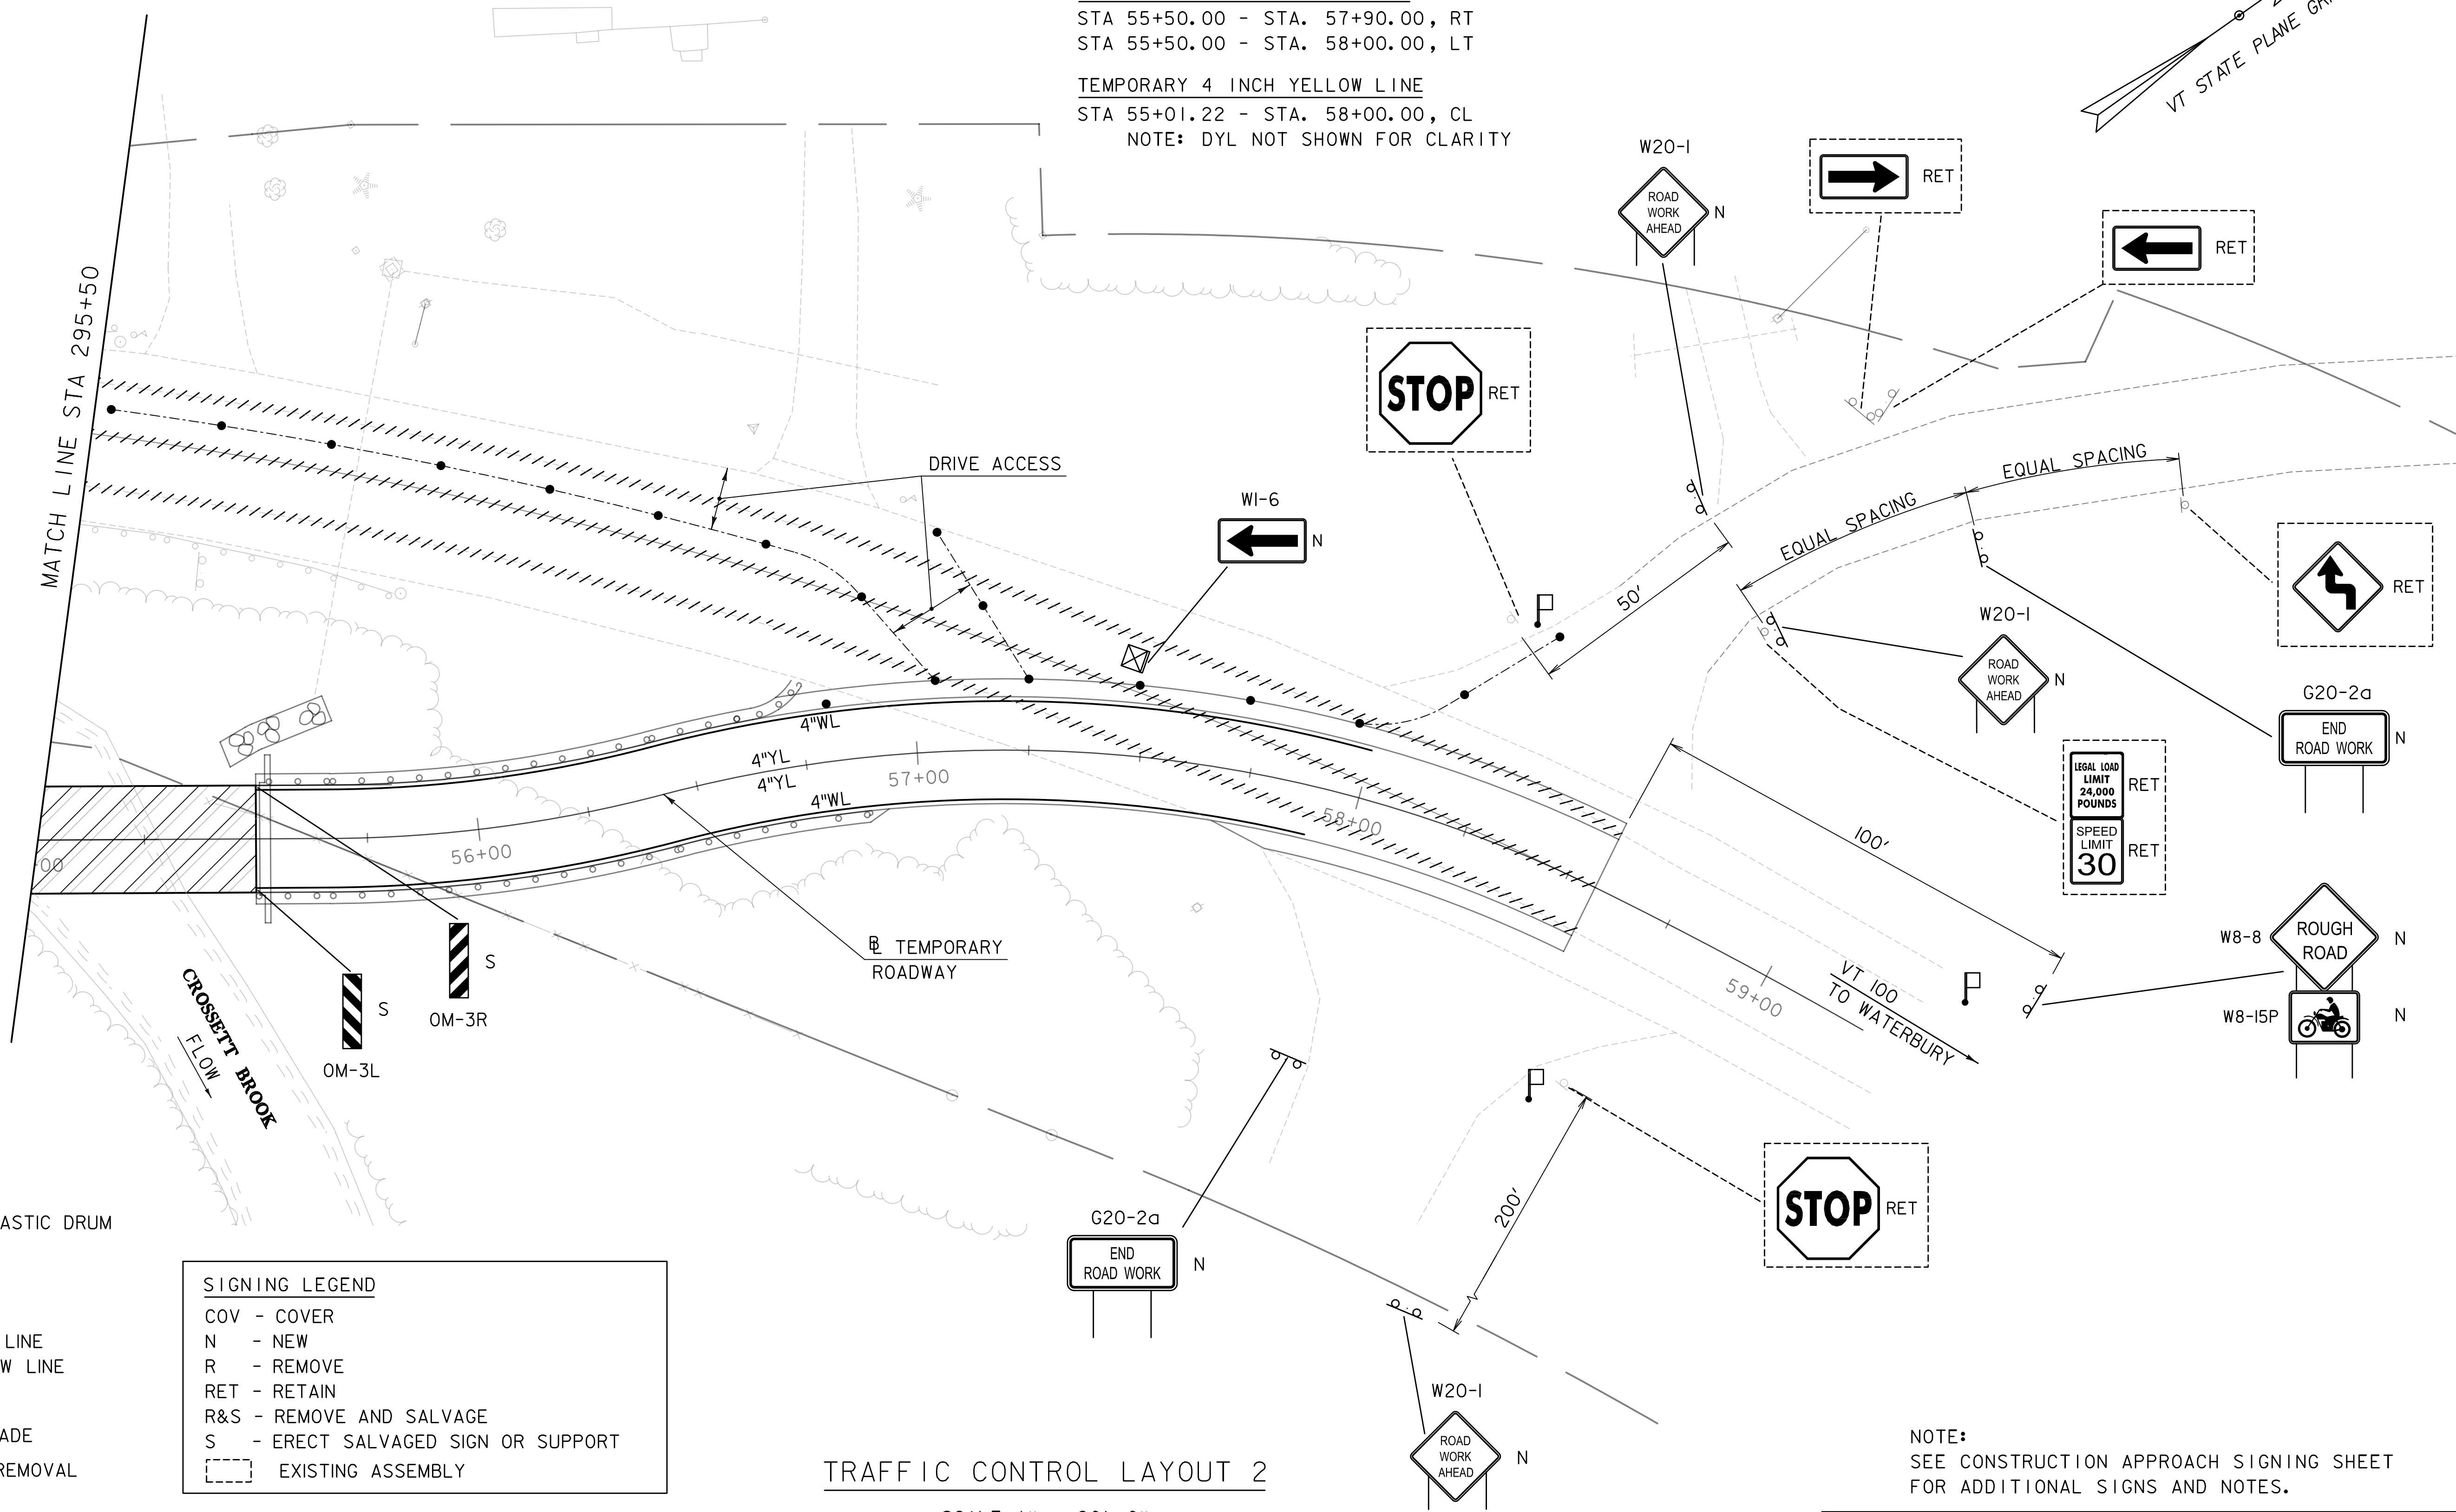 STA 55+50.00 - STA. 57+90.00, RT
STA 55+50.00 - STA. 58+00.00, LT
TEMPORARY 4 INCH YELLOW LINE
STA 55+01.22 - STA. 58+00.00, CL
NOTE: DYL NOT SHOWN FOR CLARITY
VT STATE PLANE
MATCH LINE STA 295+50
W20-1
ROAD
WORK
AHEAD
N
RET
RET
STOP
RET
DRIVE ACCESS
W1-6
N
50'
EQUAL SPACING
EQUAL SPACING
RET
W20-1
ROAD
WORK
AHEAD
N
G20-2a
END
ROAD WORK
N
LEGAL LOAD
LIMIT
24,000
POUNDS
RET
SPEED
LIMIT
30
RET
4"WL
4"YL
4"YL
4"WL
57+00
56+00
58+00
59+00
+00
100'
W8-8
ROUGH
ROAD
N
W8-15P
N
VT 100
TO WATERBURY
BL TEMPORARY
ROADWAY
S
OM-3R
S
OM-3L
CROSSETT BROOK
FLOW
STOP
RET
200'
G20-2a
END
ROAD WORK
N
W20-1
ROAD
WORK
AHEAD
N
ASTIC DRUM
LINE
W LINE
ADE
REMOVAL
SIGNING LEGEND
COV - COVER
N - NEW
R - REMOVE
RET - RETAIN
R&S - REMOVE AND SALVAGE
S - ERECT SALVAGED SIGN OR SUPPORT
EXISTING ASSEMBLY
TRAFFIC CONTROL LAYOUT 2
NOTE:
SEE CONSTRUCTION APPROACH SIGNING SHEET
FOR ADDITIONAL SIGNS AND NOTES.